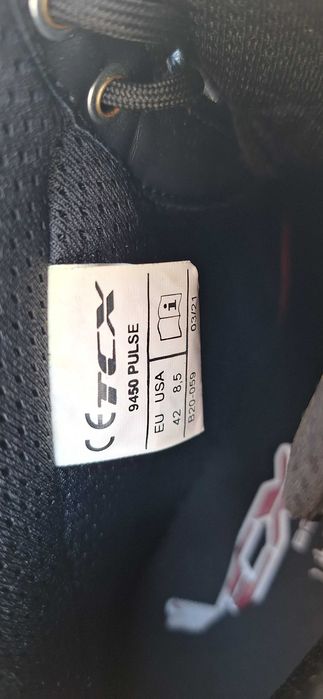 CE TCX
9450 PULSE
EU USA
42 8,5
B20-059 03/21